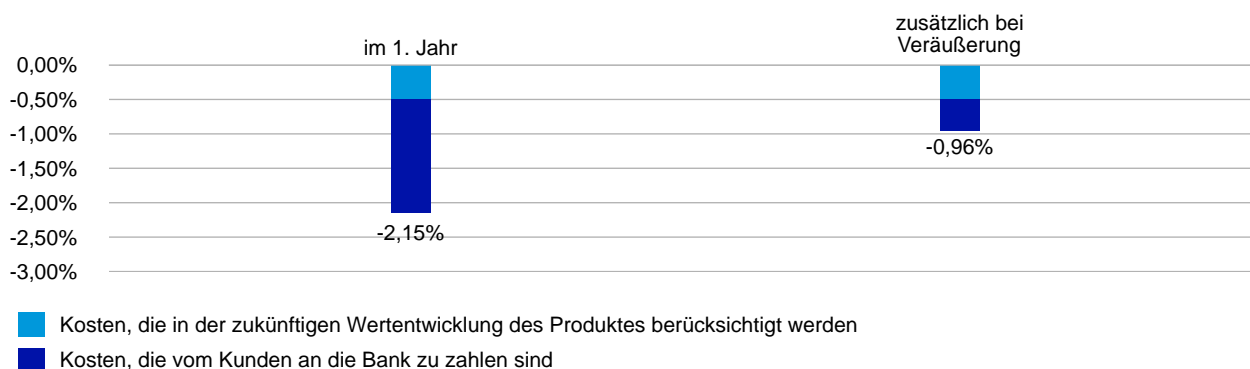 zusätzlich bei
Veräußerung
im 1. Jahr
0,00%
-0,50%
-1,00%
-0,96%
-1,50%
-2,00%
-2,15%
-2,50%
-3,00%
Kosten, die in der zukünftigen Wertentwicklung des Produktes berücksichtigt werden
Kosten, die vom Kunden an die Bank zu zahlen sind